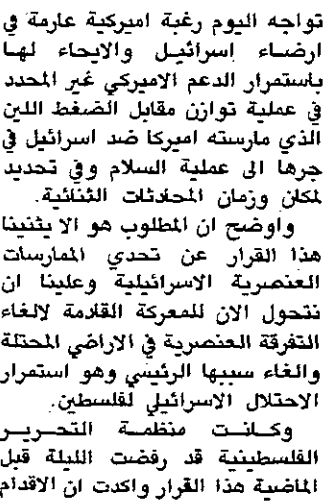 تواجه اليوم رغبة اميركية عارمة في
ارضاء إسرائيل والايحاء لها
باستمرار الدعم الاميركي غير المحدد
في عملية توازن مقابل الضغط اللين
الذي مارسته اميركا ضد اسرائيل في
جرها الى عملية السلام وفي تحديد
لمكان وزمان المحادثات الثنائية.
واوضح ان المطلوب هو الا يثنينا
هذا القرار عن تحدي الممارسات
العنصرية الاسرائيلية وعلينا ان
نتحول الان للمعركة القادمة لالغاء
التفرقة العنصرية في الاراضي المحتلة
والغاء سببها الرئيسي وهو استمرار
الاحتلال الاسرائيلي لفلسطين.
وكانت منظمة التحرير
الفلسطينية قد رفضت الليلة قبل
الماضية هذا القرار واكدت ان الاقدام